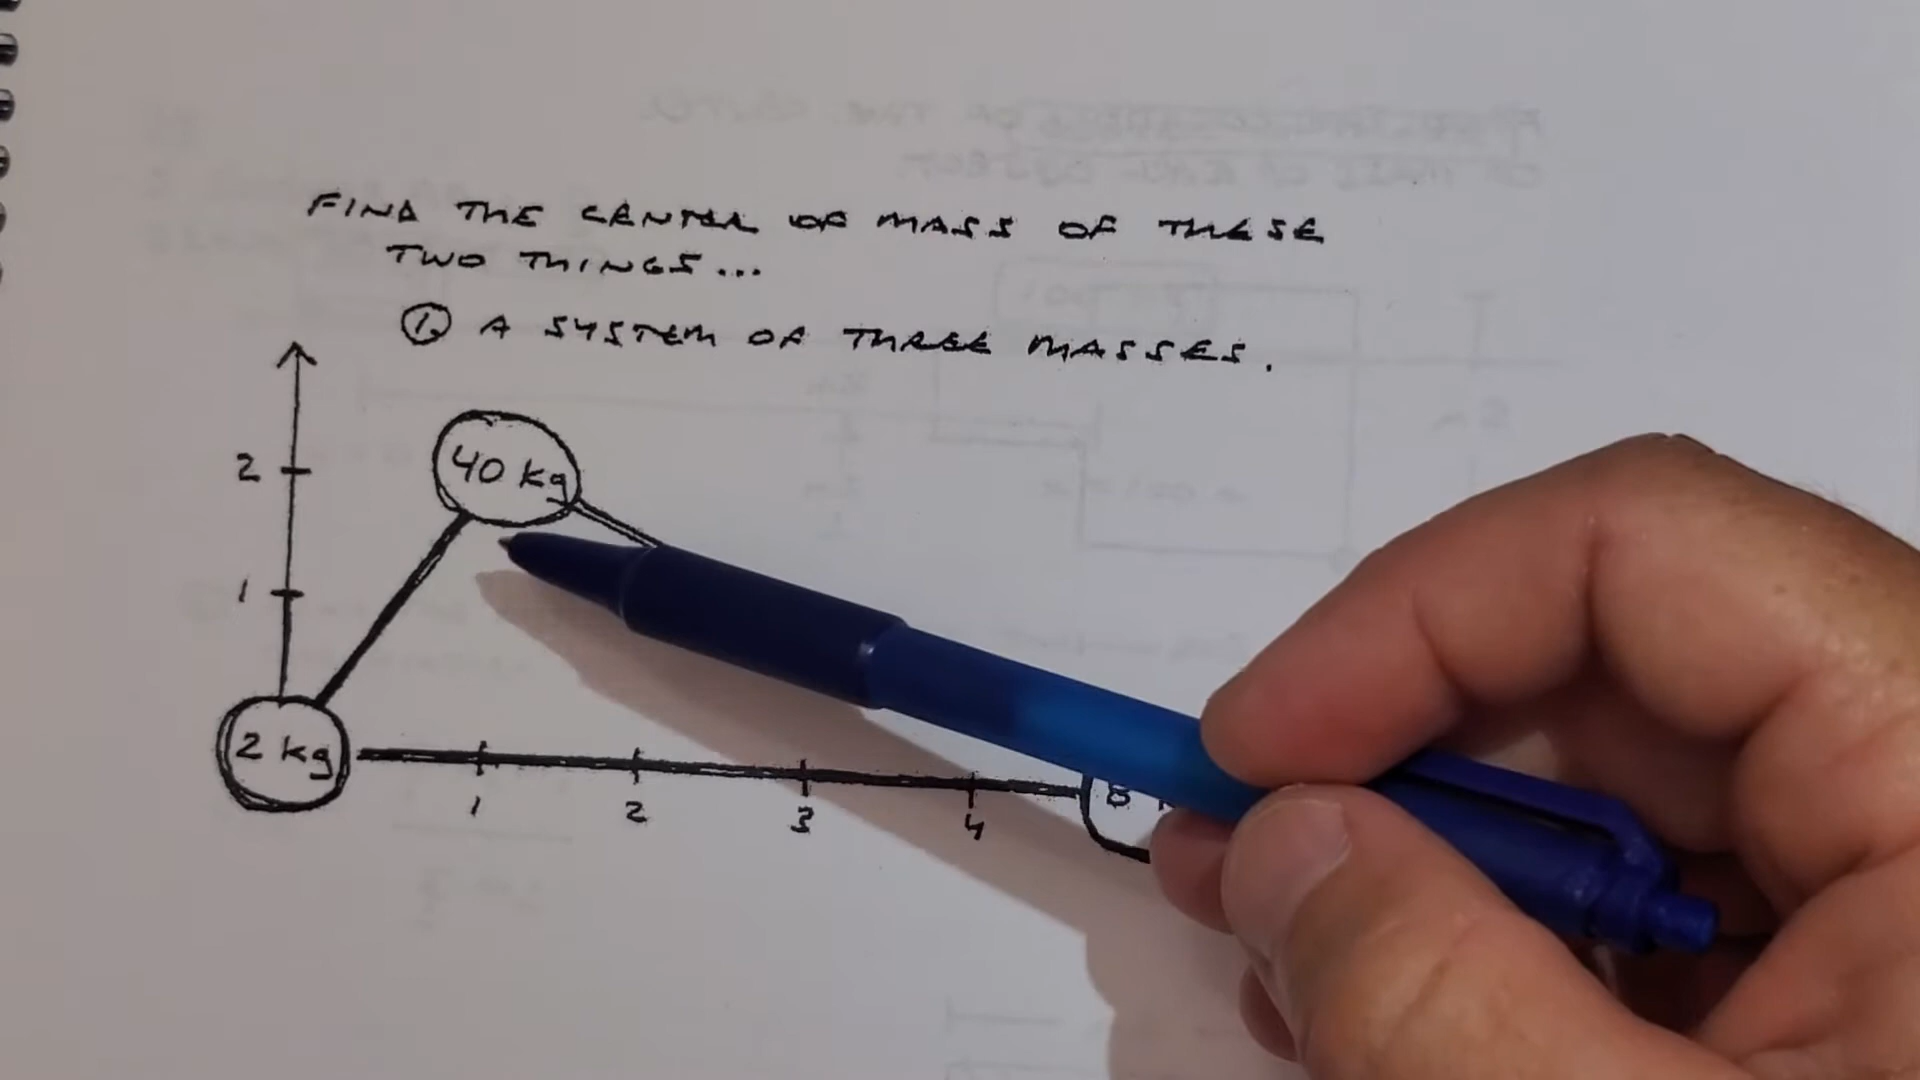 FIND THE CENTER OF MASS OF THESE
TWO THINGS...
① A SYSTEM OF THREE MASSES.
2
40 kg
1
2 kg
8
1 2 3 4